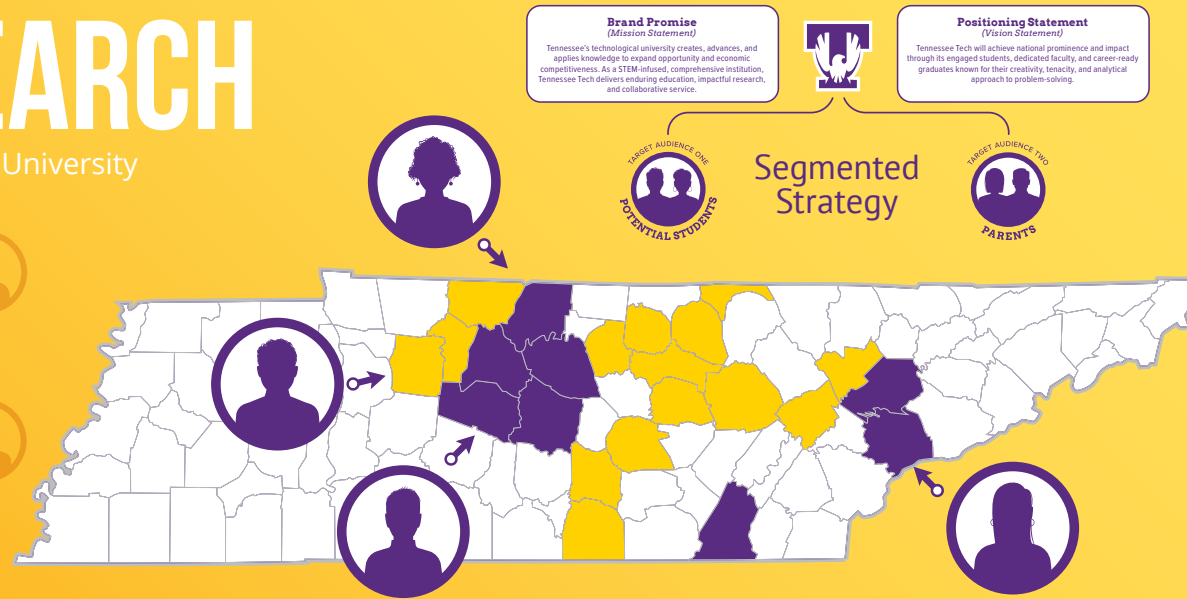 EARCH
University
Brand Promise
(Mission Statement)
Tennessee's technological university creates, advances, and
applies knowledge to expand opportunity and economic
competitiveness. As a STEM-infused, comprehensive institution,
Tennessee Tech delivers enduring education, impactful research,
and collaborative service.
T
Positioning Statement
(Vision Statement)
Tennessee Tech will achieve national prominence and impact
through its engaged students, dedicated faculty, and career-ready
graduates known for their creativity, tenacity, and analytical
approach to problem-solving.
TARGET AUDIENCE ONE
POTENTIAL STUDENTS
Segmented
Strategy
TARGET AUDIENCE TWO
PARENTS